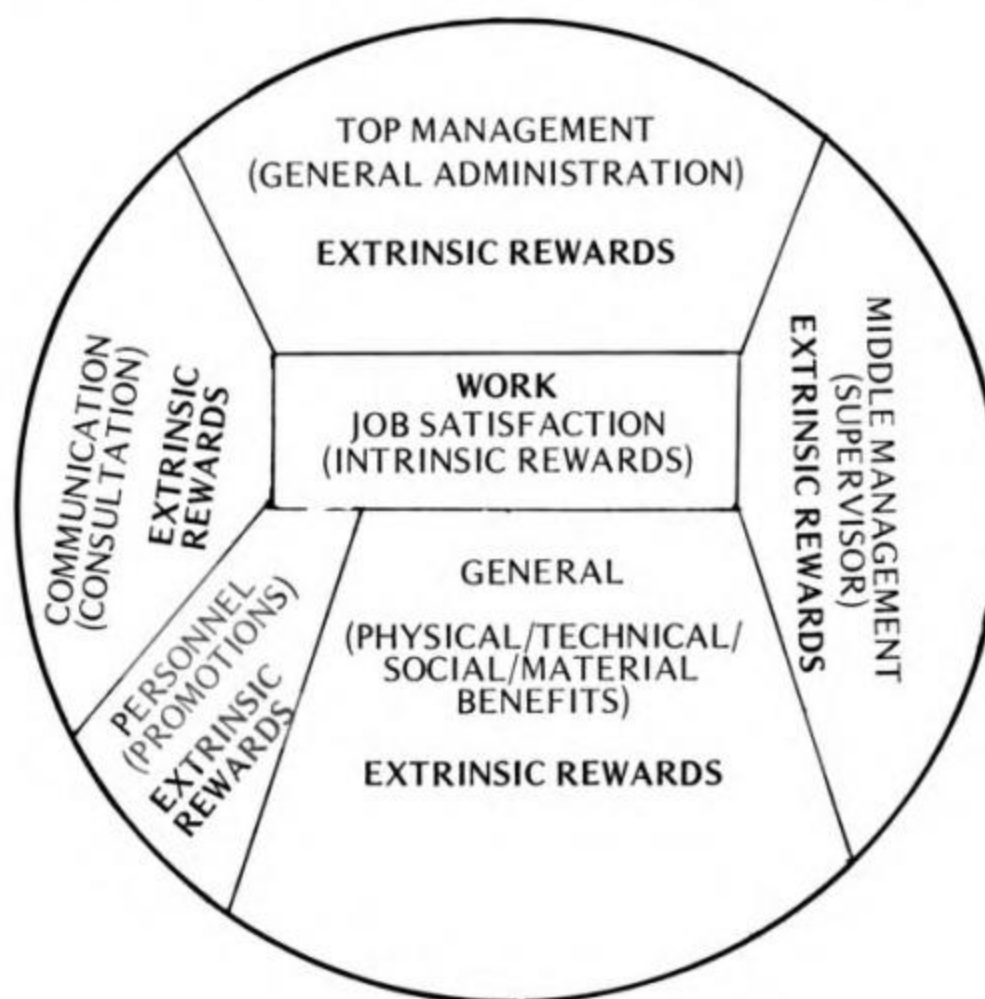 TOP MANAGEMENT
(GENERAL ADMINISTRATION)
EXTRINSIC REWARDS
COMMUNICATION
(CONSULTATION)
EXTRINSIC
REWARDS
WORK
JOB SATISFACTION
(INTRINSIC REWARDS)
MIDDLE MANAGEMENT
(SUPERVISOR)
EXTRINSIC REWARDS
PERSONNEL
(PROMOTIONS)
EXTRINSIC
REWARDS
GENERAL
(PHYSICAL/TECHNICAL/
SOCIAL/MATERIAL
BENEFITS)
EXTRINSIC REWARDS